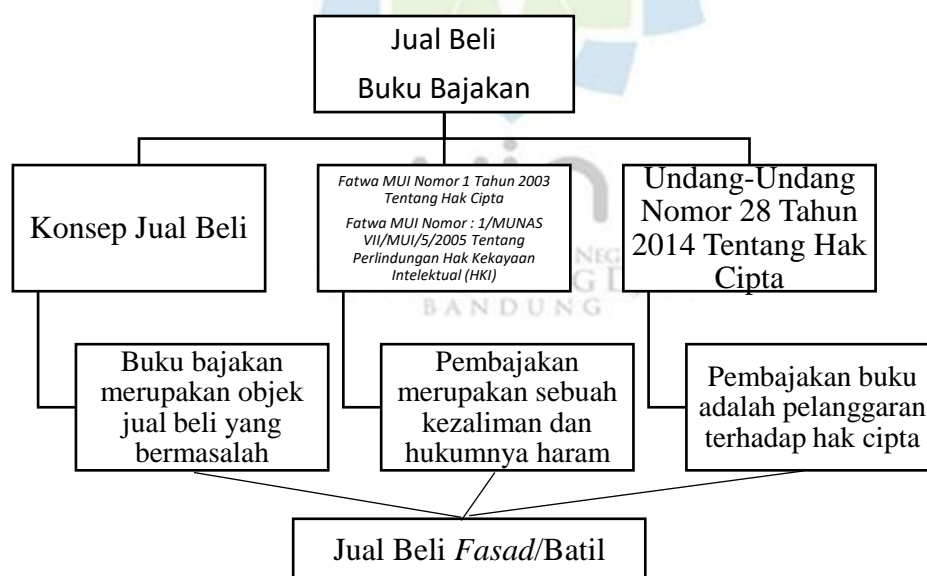 Jual Beli
Buku Bajakan
Konsep Jual Beli
Fatwa MUI Nomor 1 Tahun 2003
Tentang Hak Cipta
Fatwa MUI Nomor : 1/MUNAS
VII/MUI/5/2005 Tentang
Perlindungan Hak Kekayaan
Intelektual (HKI)
Undang-Undang
Nomor 28 Tahun
2014 Tentang Hak
Cipta
BANDUNG
Buku bajakan
merupakan objek
jual beli yang
bermasalah
Pembajakan
merupakan sebuah
kezaliman dan
hukumnya haram
Pembajakan buku
adalah pelanggaran
terhadap hak cipta
Jual Beli Fasad/Batil